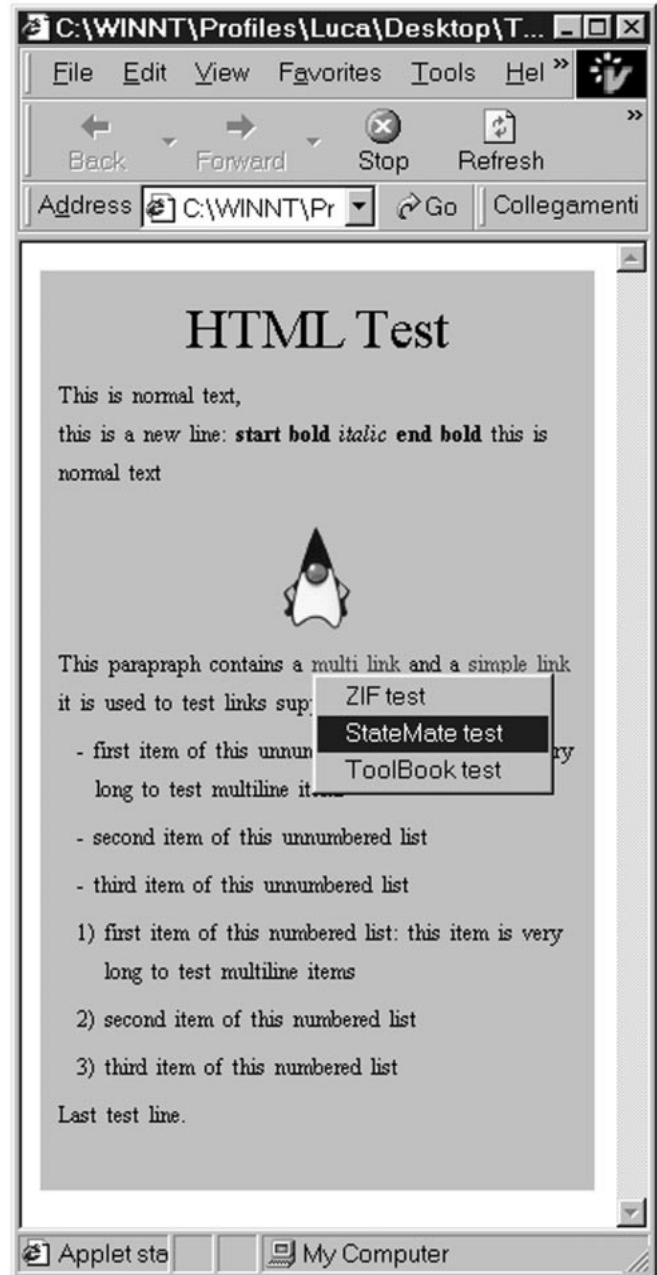 C:\WINNT\Profiles\Luca\Desktop\T...
File Edit View Favorites Tools Hel »
Back Forward Stop Refresh »
Address C:\WINNT\Pr Go Collegamenti
HTML Test
This is normal text,
this is a new line: start bold italic end bold this is
normal text
This parapraph contains a multi link and a simple link
it is used to test links sup
ZIF test
StateMate test
ToolBook test
- first item of this
long to test multiline
- second item of this unnumbered list
- third item of this unnumbered list
1) first item of this numbered list: this item is very
long to test multiline items
2) second item of this numbered list
3) third item of this numbered list
Last test line.
Applet sta My Computer